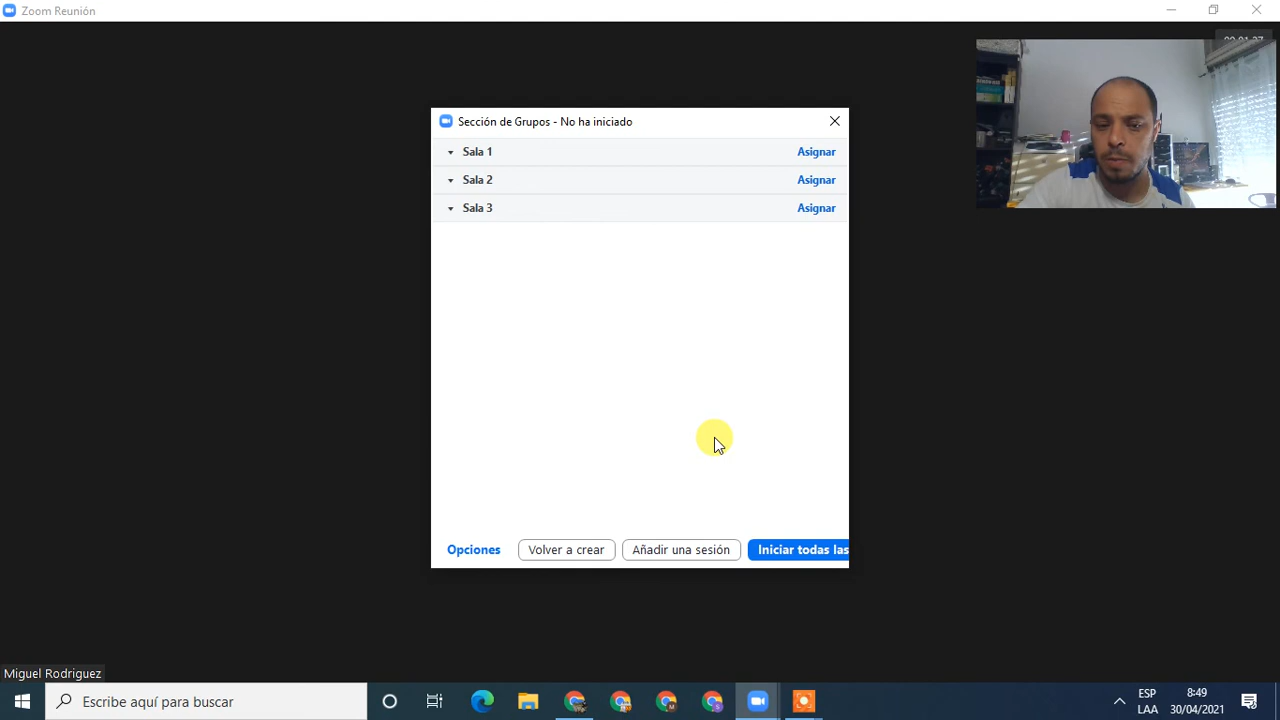 Zoom Reunión
Sección de Grupos - No ha iniciado
Sala 1 Asignar
Sala 2 Asignar
Sala 3 Asignar
Opciones Volver a crear Añadir una sesión Iniciar todas las
Miguel Rodriguez
Escribe aquí para buscar
ESP
LAA
8:49
30/04/2021